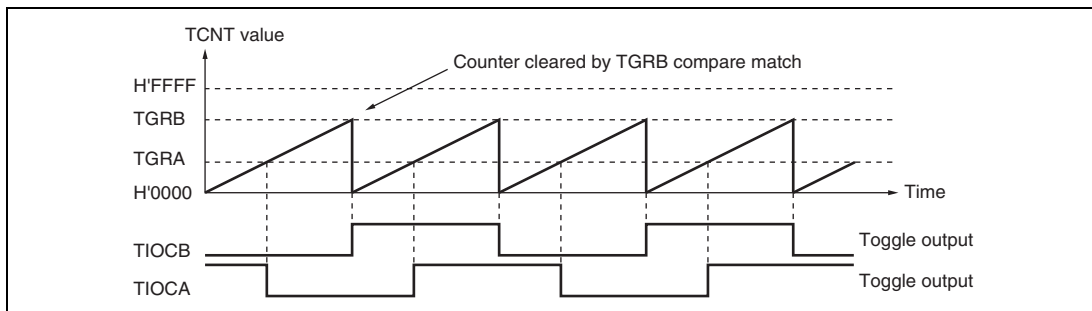 TCNT value
Counter cleared by TGRB compare match
H'FFFF
TGRB
TGRA
H'0000
Time
TIOCB
Toggle output
TIOCA
Toggle output